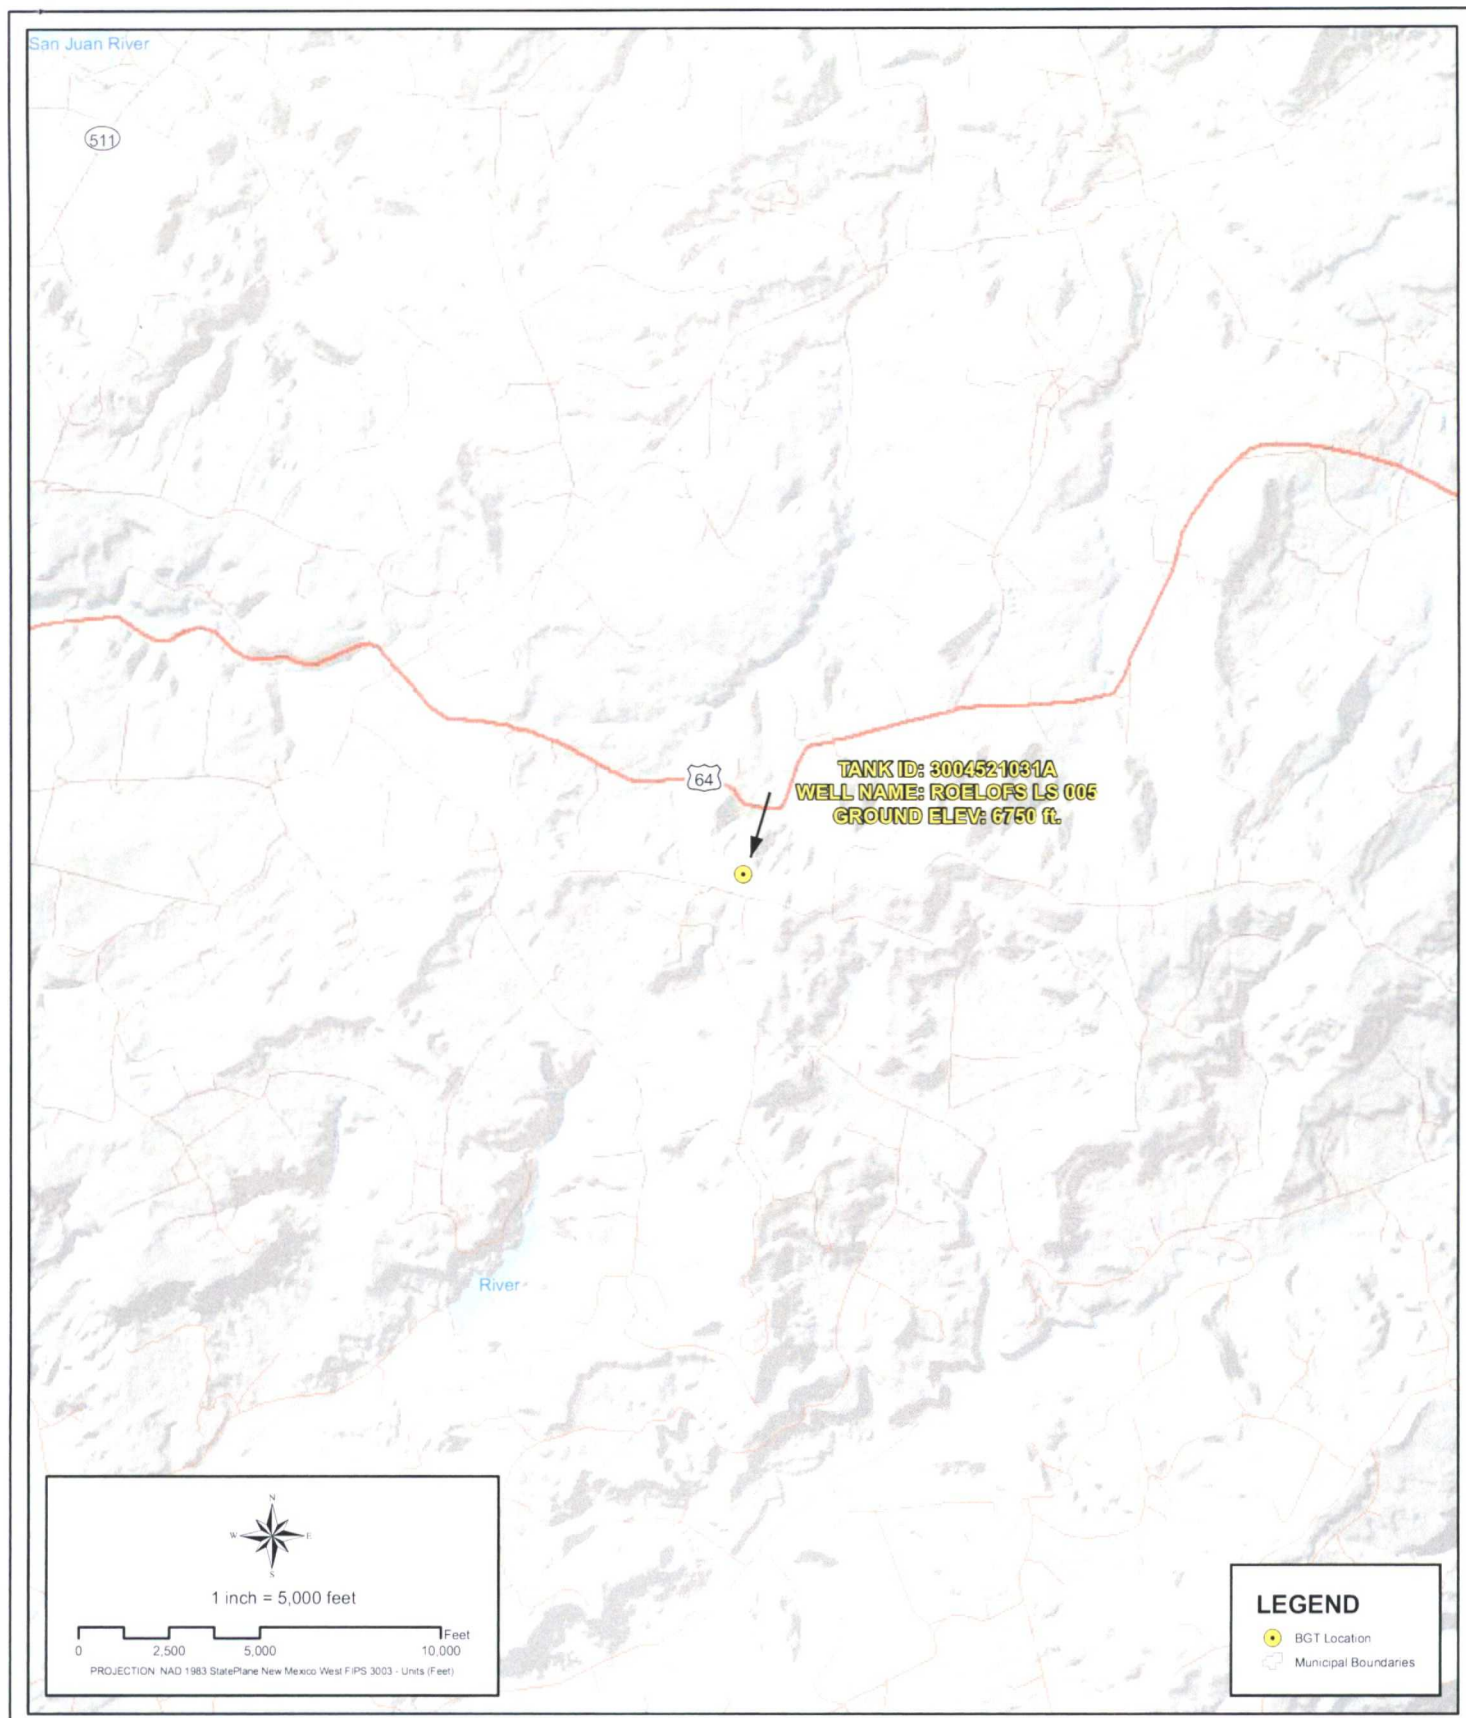 San Juan River
511
64
TANK ID: 3004521031A
WELL NAME: ROELOFS LS 005
GROUND ELEV: 6750 ft.
River
N
W E
S
1 inch = 5,000 feet
Feet
0 2,500 5,000 10,000
PROJECTION NAD 1983 StatePlane New Mexico West FIPS 3003 - Units (Feet)
LEGEND
BGT Location
Municipal Boundaries